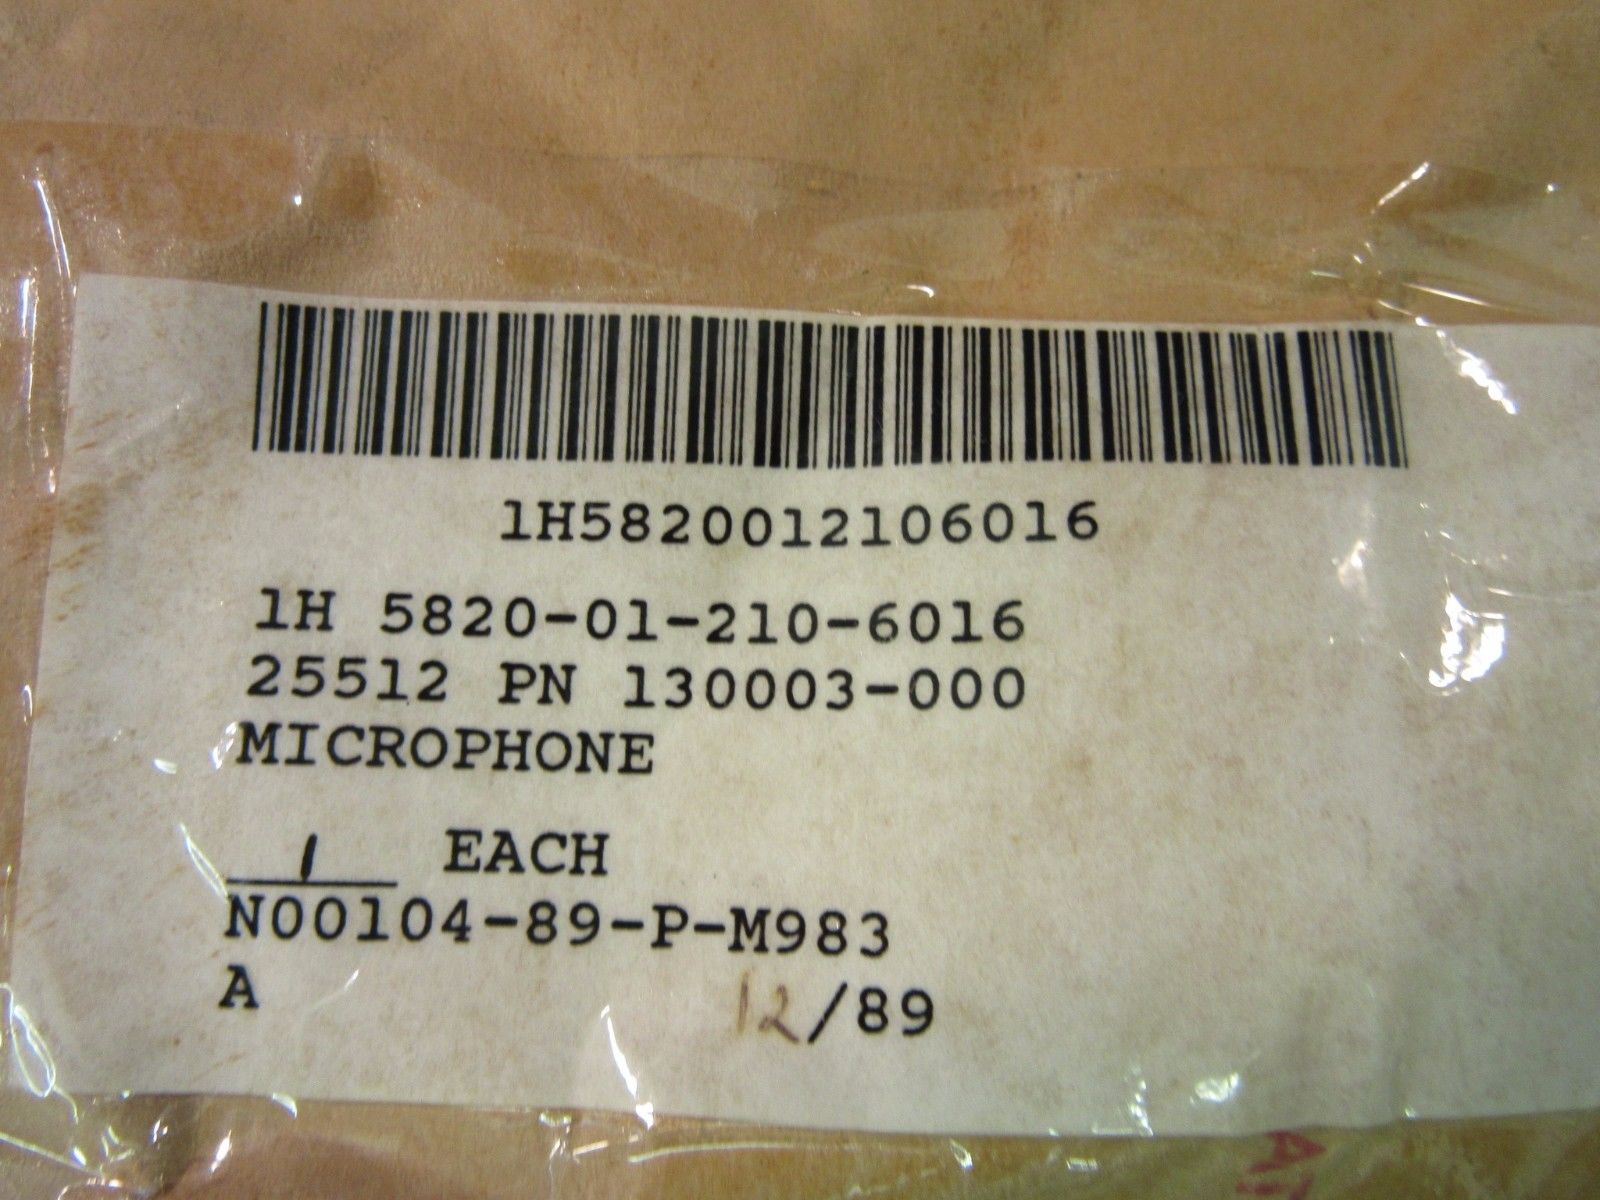 1H5820012106016
1H 5820-01-210-6016
25512 PN 130003-000
MICROPHONE
1 EACH
N00104-89-P-M983
A 12/89